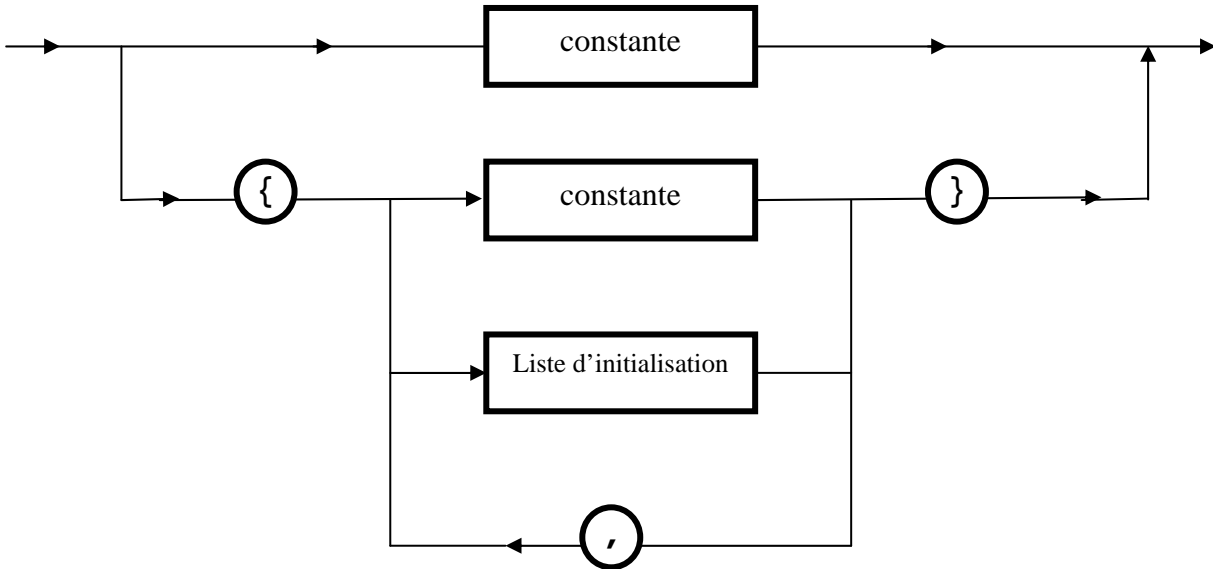 constante
{
constante
}
Liste d’initialisation
,